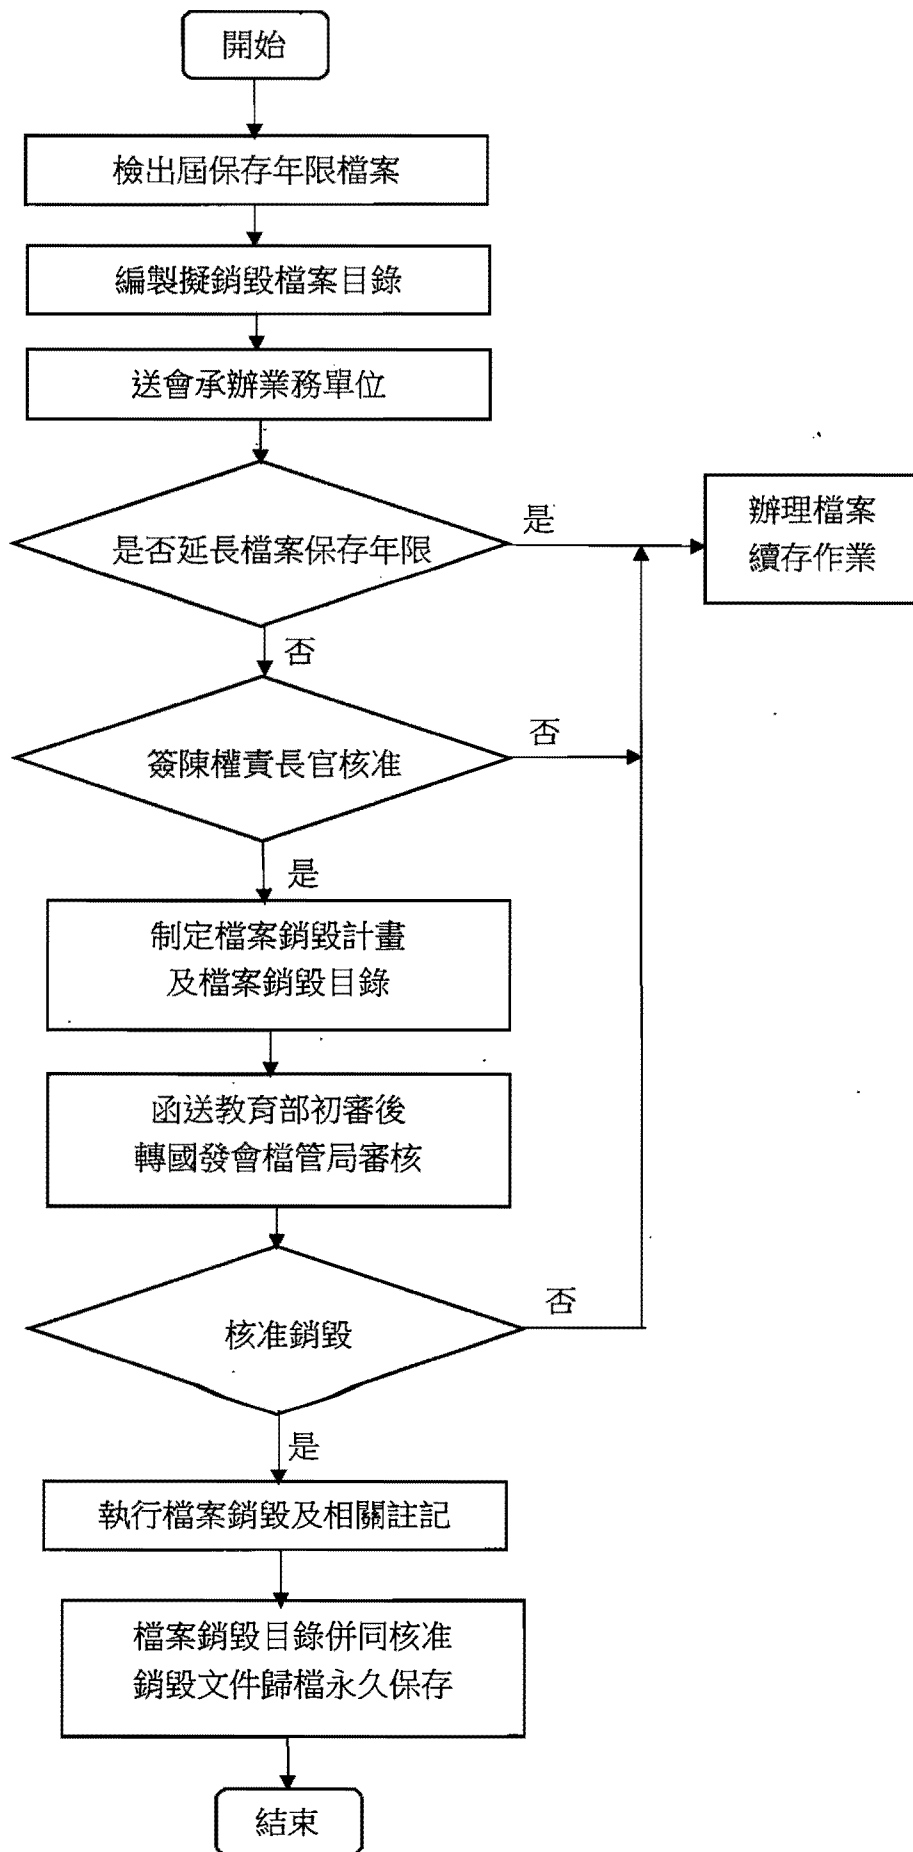 開始
檢出屆保存年限檔案
編製擬銷毀檔案目錄
送會承辦業務單位
是否延長檔案保存年限
是
辦理檔案
續存作業
否
簽陳權責長官核准
否
是
制定檔案銷毀計畫
及檔案銷毀目錄
函送教育部初審後
轉國發會檔管局審核
核准銷毀
否
是
執行檔案銷毀及相關註記
檔案銷毀目錄併同核准
銷毀文件歸檔永久保存
結束